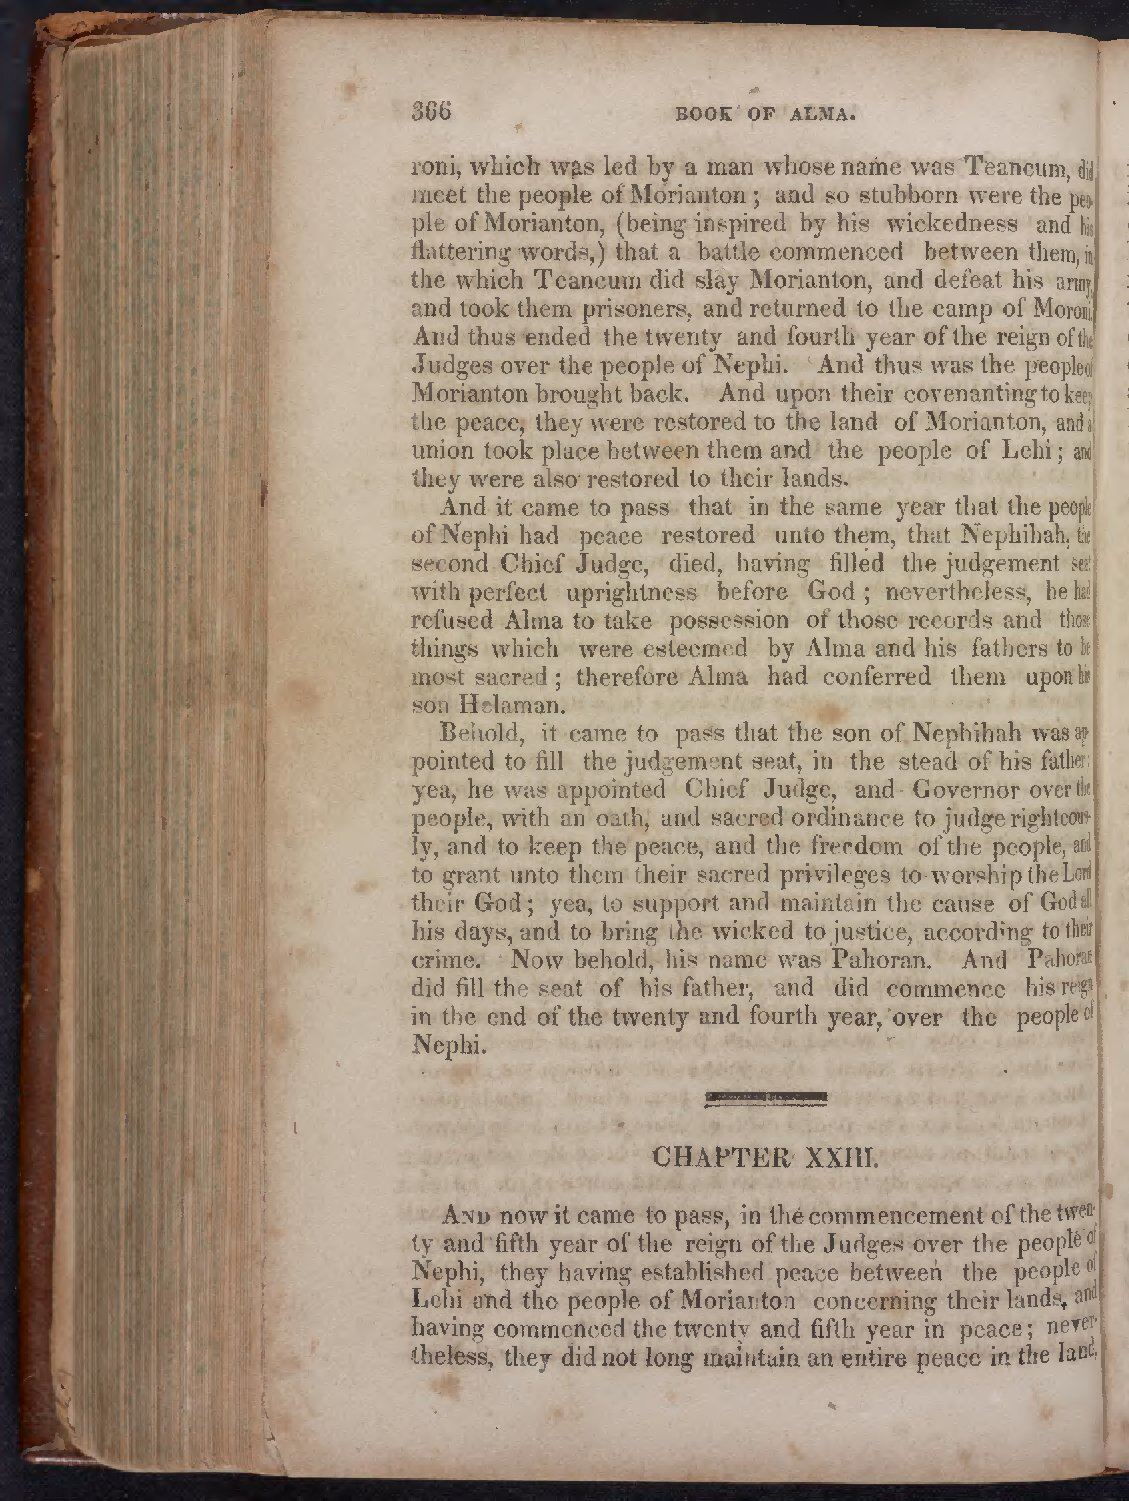 366 BOOK OF ALMA.
roni, which was led by a man whose name was Teancum, did
meet the people of Morianton; and so stubborn were the peo-
ple of Morianton, (being inspired by his wickedness and his
flattering words,) that a battle commenced between them, in
the which Teancum did slay Morianton, and defeat his army,
and took them prisoners, and returned to the camp of Moroni.
And thus ended the twenty and fourth year of the reign of the
Judges over the people of Nephi. And thus was the people of
Morianton brought back. And upon their covenanting to keep
the peace, they were restored to the land of Morianton, and a
union took place between them and the people of Lehi; and
they were also restored to their lands.
And it came to pass that in the same year that the people
of Nephi had peace restored unto them, that Nephihah, the
second Chief Judge, died, having filled the judgement seat
with perfect uprightness before God; nevertheless, he had
refused Alma to take possession of those records and those
things which were esteemed by Alma and his fathers to be
most sacred; therefore Alma had conferred them upon his
son Helaman.
Behold, it came to pass that the son of Nephihah was ap-
pointed to fill the judgement seat, in the stead of his father;
yea, he was appointed Chief Judge, and Governor over the
people, with an oath, and sacred ordinance to judge righteous-
ly, and to keep the peace, and the freedom of the people, and
to grant unto them their sacred privileges to worship the Lord
their God; yea, to support and maintain the cause of God all
his days, and to bring the wicked to justice, according to their
crime. Now behold, his name was Pahoran. And Pahoran
did fill the seat of his father, and did commence his reign
in the end of the twenty and fourth year, over the people of
Nephi.
CHAPTER XXIII.
AND now it came to pass, in the commencement of the twen-
ty and fifth year of the reign of the Judges over the people of
Nephi, they having established peace between the people of
Lehi and the people of Morianton concerning their lands, and
having commenced the twenty and fifth year in peace; never-
theless, they did not long maintain an entire peace in the land,